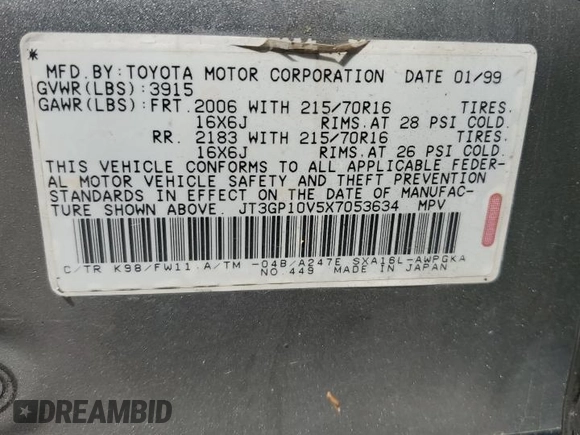 MFD.BY:TOYOTA MOTOR CORPORATION DATE 01/99
GVWR(LBS):3915
GAWR(LBS):FRT.2006 WITH 215/70R16 TIRES.
16X6J RIMS.AT 28 PSI COLD.
RR. 2183 WITH 215/70R16 TIRES.
16X6J RIMS.AT 26 PSI COLD.
THIS VEHICLE CONFORMS TO ALL APPLICABLE FEDER-
AL MOTOR VEHICLE SAFETY AND THEFT PREVENTION
STANDARDS IN EFFECT ON THE DATE OF MANUFAC-
TURE SHOWN ABOVE. JT3GP10V5X7053634 MPV
C/TR K98/FW11 A/TM -04B/A247E SXA16L-AWPGKA
NO.449 MADE IN JAPAN
DREAMBID